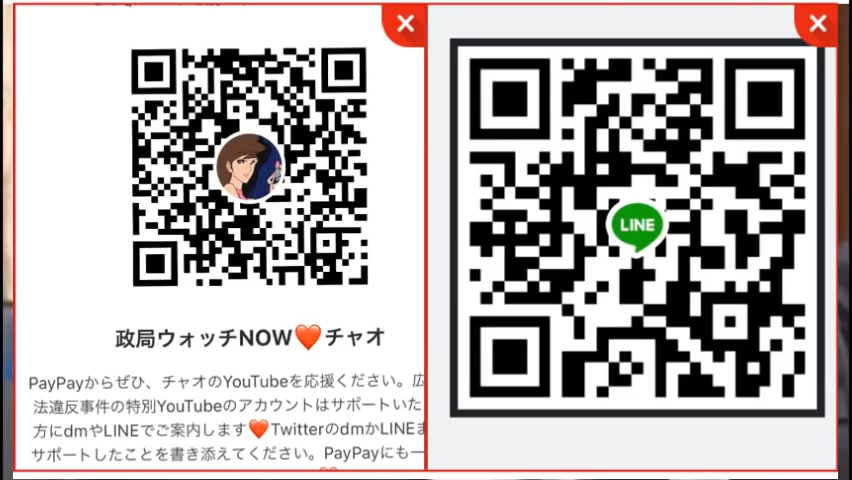 政局ウォッチNOW❤️チャオ
PayPayからぜひ、チャオのYouTubeを応援ください。広
法違反事件の特別YouTubeのアカウントはサポートいた
方にdmやLINEでご案内します❤️TwitterのdmかLINEま
サポートしたことを書き添えてください。PayPayにも一
LINE